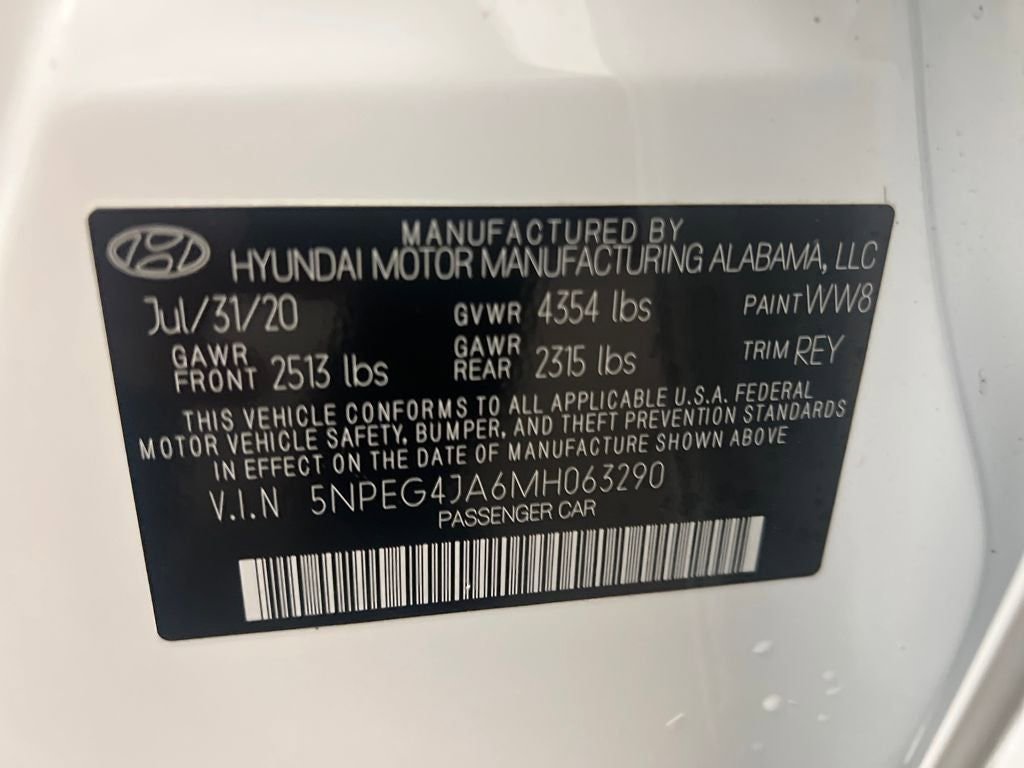 MANUFACTURED BY
HYUNDAI MOTOR MANUFACTURING ALABAMA, LLC
Jul/31/20 GVWR 4354 lbs PAINT WW8
GAWR FRONT 2513 lbs GAWR REAR 2315 lbs TRIM REY
THIS VEHICLE CONFORMS TO ALL APPLICABLE U.S.A. FEDERAL
MOTOR VEHICLE SAFETY, BUMPER, AND THEFT PREVENTION STANDARDS
IN EFFECT ON THE DATE OF MANUFACTURE SHOWN ABOVE
V.I.N 5NPEG4JA6MH063290
PASSENGER CAR